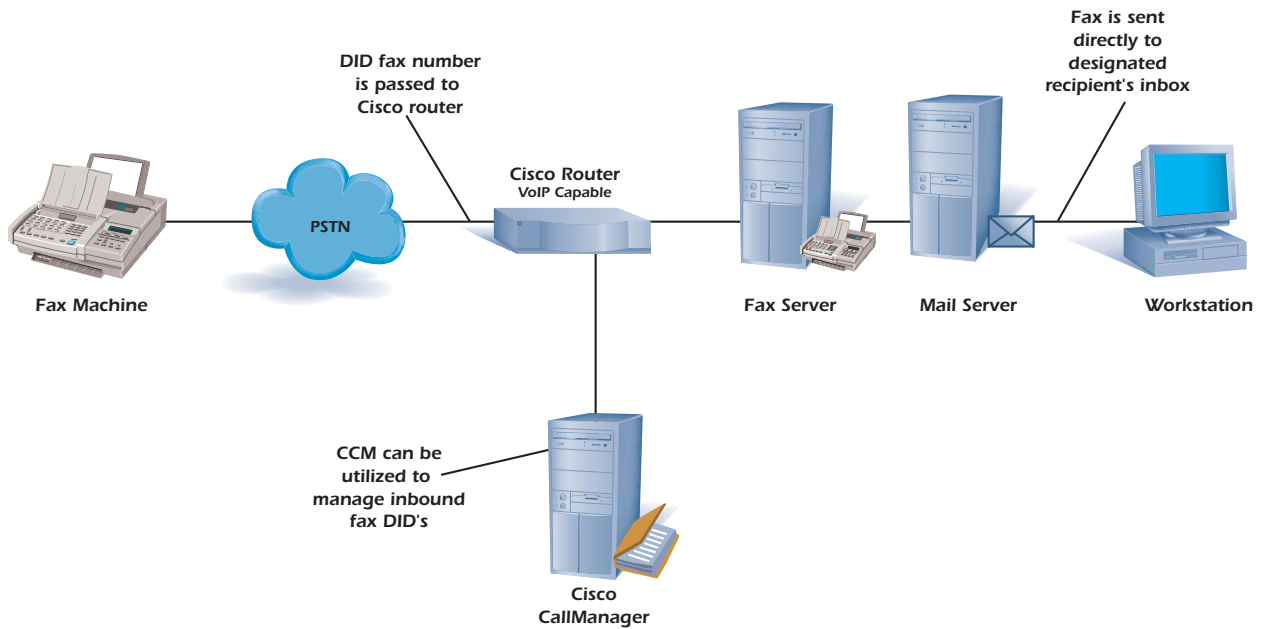 DID fax number
is passed to
Cisco router
Fax is sent
directly to
designated
recipient's inbox
Cisco Router
VoIP Capable
PSTN
Fax Machine
Fax Server
Mail Server
Workstation
CCM can be
utilized to
manage inbound
fax DID's
Cisco
CallManager